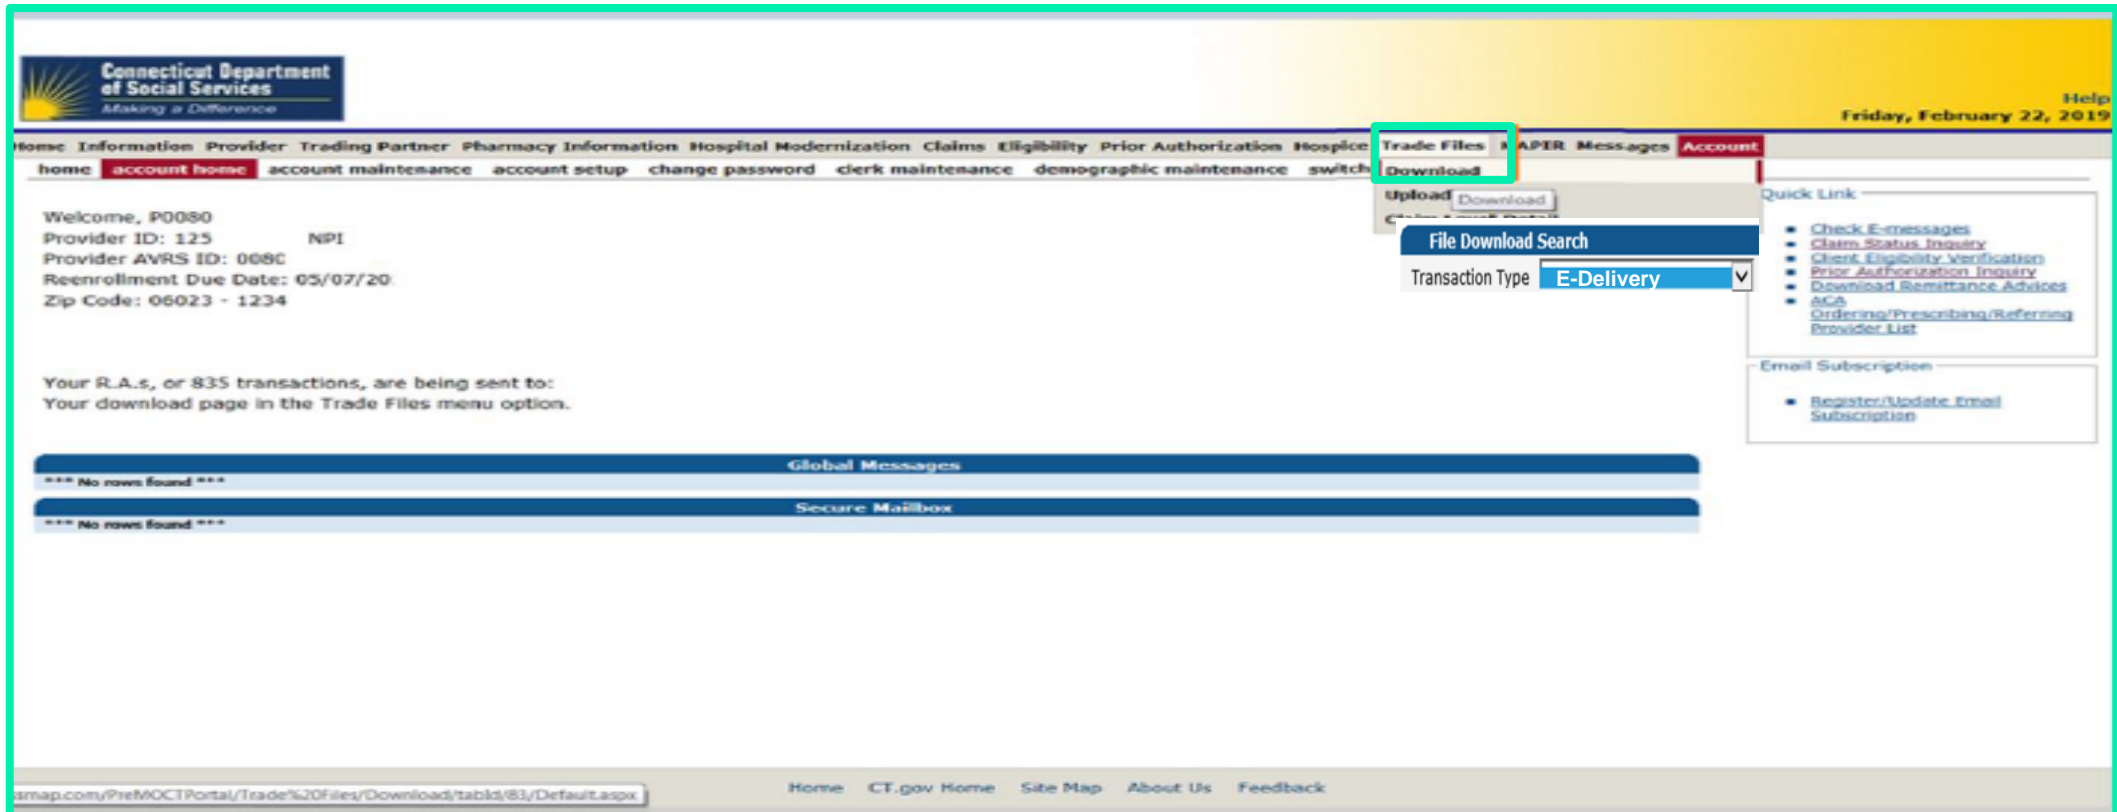 Connecticut Department
of Social Services
Making a Difference
Help
Friday, February 22, 2019
Home Information Provider Trading Partner Pharmacy Information Hospital Modernization Claims Eligibility Prior Authorization Hospice Trade Files MAPIR Messages Account
home account home account maintenance account setup change password clerk maintenance demographic maintenance switch
Download
Upload
Download
Claim Level Detail
File Download Search
Transaction Type E-Delivery
Welcome, P0080
Provider ID: 125 NPI
Provider AVRS ID: 0080
Reenrollment Due Date: 05/07/20
Zip Code: 06023 - 1234
Your R.A.s, or 835 transactions, are being sent to:
Your download page in the Trade Files menu option.
Quick Link
Check E-messages
Claim Status Inquiry
Client Eligibility Verification
Prior Authorization Inquiry
Download Remittance Advices
ACA
Ordering/Prescribing/Referring
Provider List
Email Subscription
Register/Update Email
Subscription
Global Messages
*** No rows found ***
Secure Mailbox
*** No rows found ***
smap.com/PreMOCTPortal/Trade%20Files/Download/tabId/83/Default.aspx
Home CT.gov Home Site Map About Us Feedback